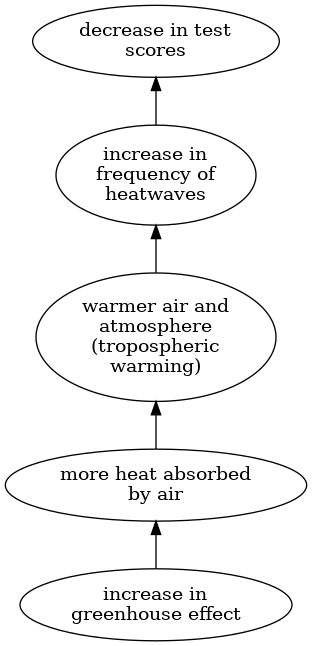 decrease in test
scores
increase in
frequency of
heatwaves
warmer air and
atmosphere
(tropospheric
warming)
more heat absorbed
by air
increase in
greenhouse effect